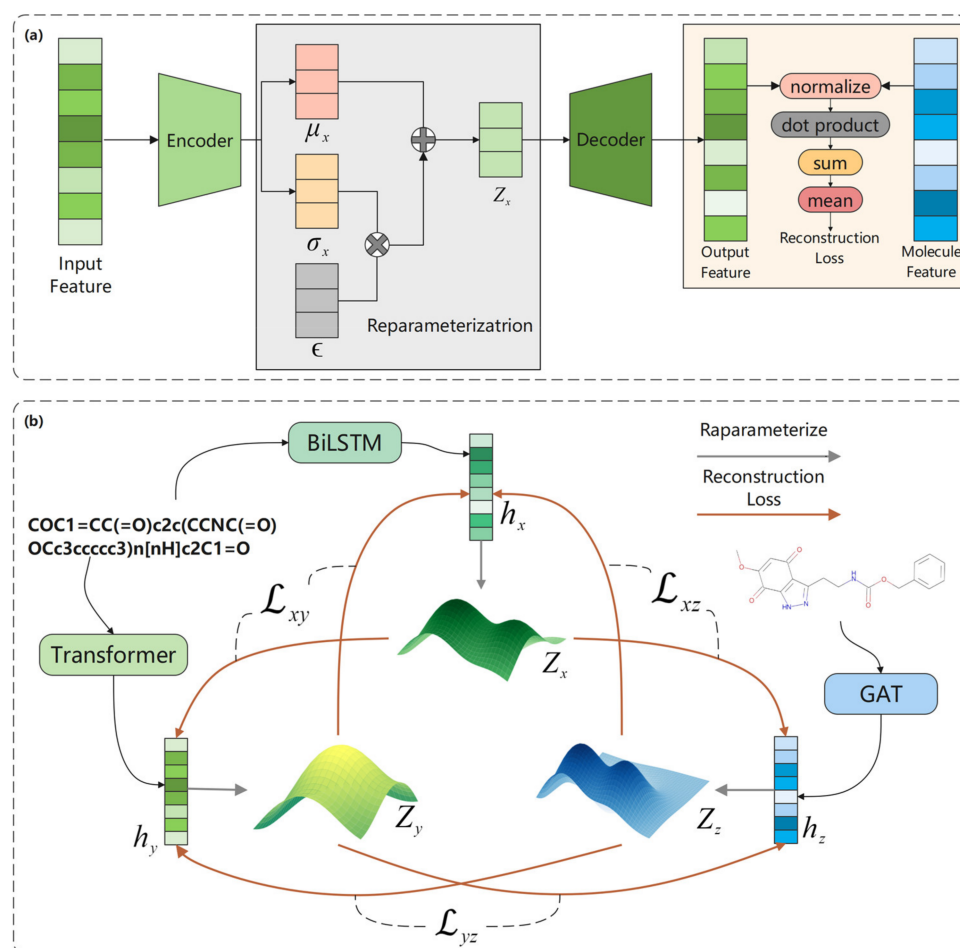 (a)
Input
Feature
Encoder
μx
σx
ϵ
Reparameterizatrion
Zx
Decoder
Output
Feature
normalize
dot product
sum
mean
Reconstruction
Loss
Molecule
Feature
(b)
BiLSTM
COC1=CC(=O)c2c(CCNC(=O)
OCc3ccccc3)n[nH]c2C1=O
Transformer
hx
Raparameterize
Reconstruction
Loss
ℒxy
ℒxz
Zx
O
O
O
O
N
HN
NH
O
O
GAT
hy
Zy
Zz
hz
ℒyz